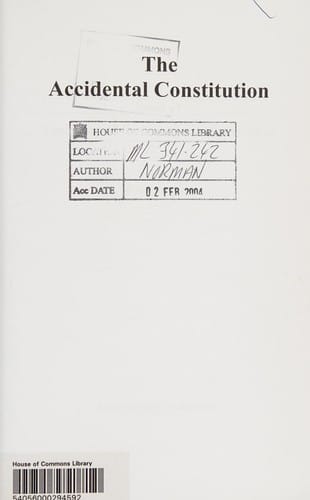 The
Accidental Constitution
HOUSE OF COMMONS LIBRARY
ML 341.242
AUTHOR NORMAN
Acc DATE 02 FEB 2004
House of Commons Library
54056000294592